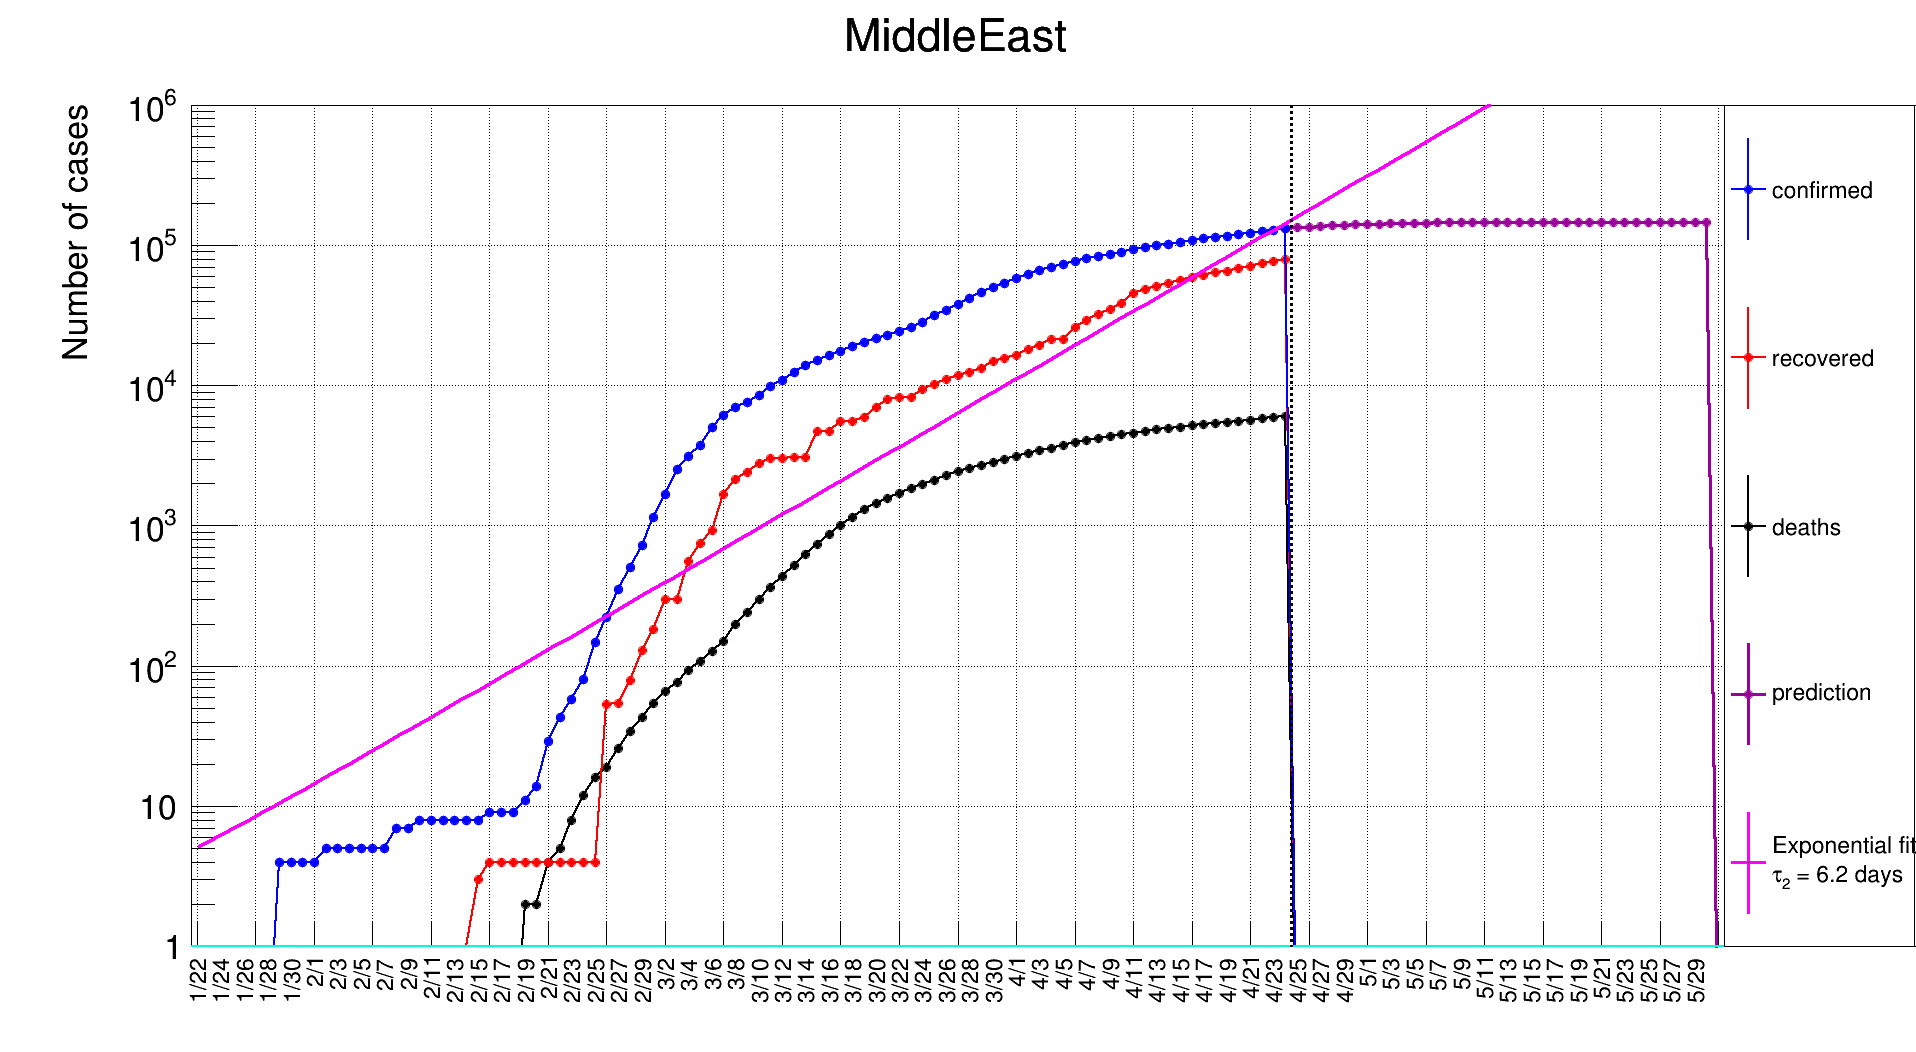 MiddleEast
Number of cases
10^6
10^5
10^4
10^3
10^2
10
1
1/22 1/24 1/26 1/28 1/30 2/1 2/3 2/5 2/7 2/9 2/11 2/13 2/15 2/17 2/19 2/21 2/23 2/25 2/27 2/29 3/2 3/4 3/6 3/8 3/10 3/12 3/14 3/16 3/18 3/20 3/22 3/24 3/26 3/28 3/30 4/1 4/3 4/5 4/7 4/9 4/11 4/13 4/15 4/17 4/19 4/21 4/23 4/25 4/27 4/29 5/1 5/3 5/5 5/7 5/9 5/11 5/13 5/15 5/17 5/19 5/21 5/23 5/25 5/27 5/29
confirmed
recovered
deaths
prediction
Exponential fit
τ₂ = 6.2 days